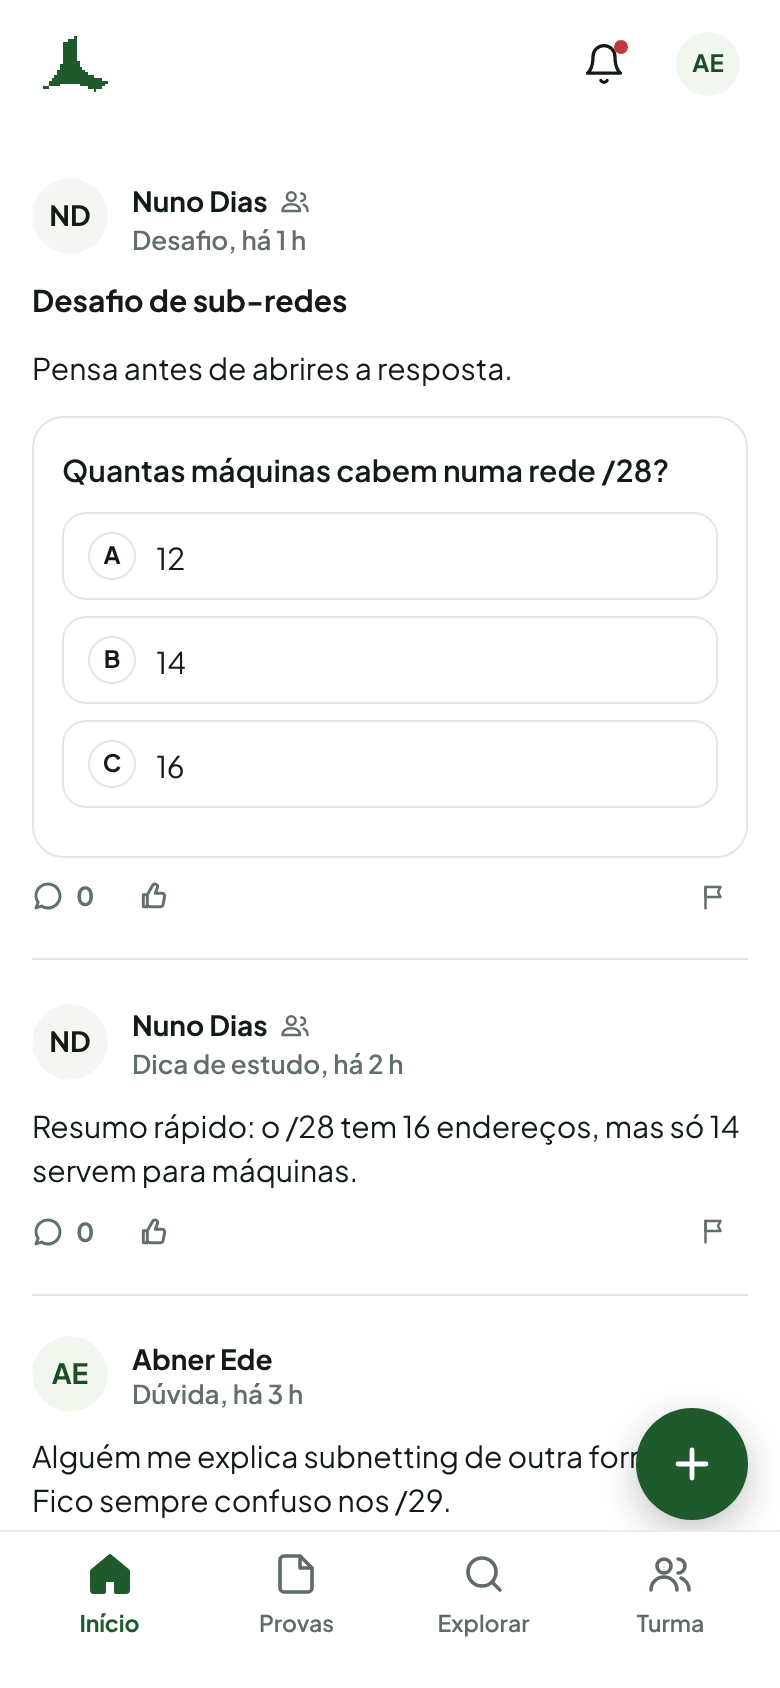 AE
ND
Nuno Dias
Desafio, há 1 h
Desafio de sub-redes
Pensa antes de abrires a resposta.
Quantas máquinas cabem numa rede /28?
A 12
B 14
C 16
0
ND
Nuno Dias
Dica de estudo, há 2 h
Resumo rápido: o /28 tem 16 endereços, mas só 14
servem para máquinas.
0
AE
Abner Ede
Dúvida, há 3 h
Alguém me explica subnetting de outra
Fico sempre confuso nos /29.
Início Provas Explorar Turma